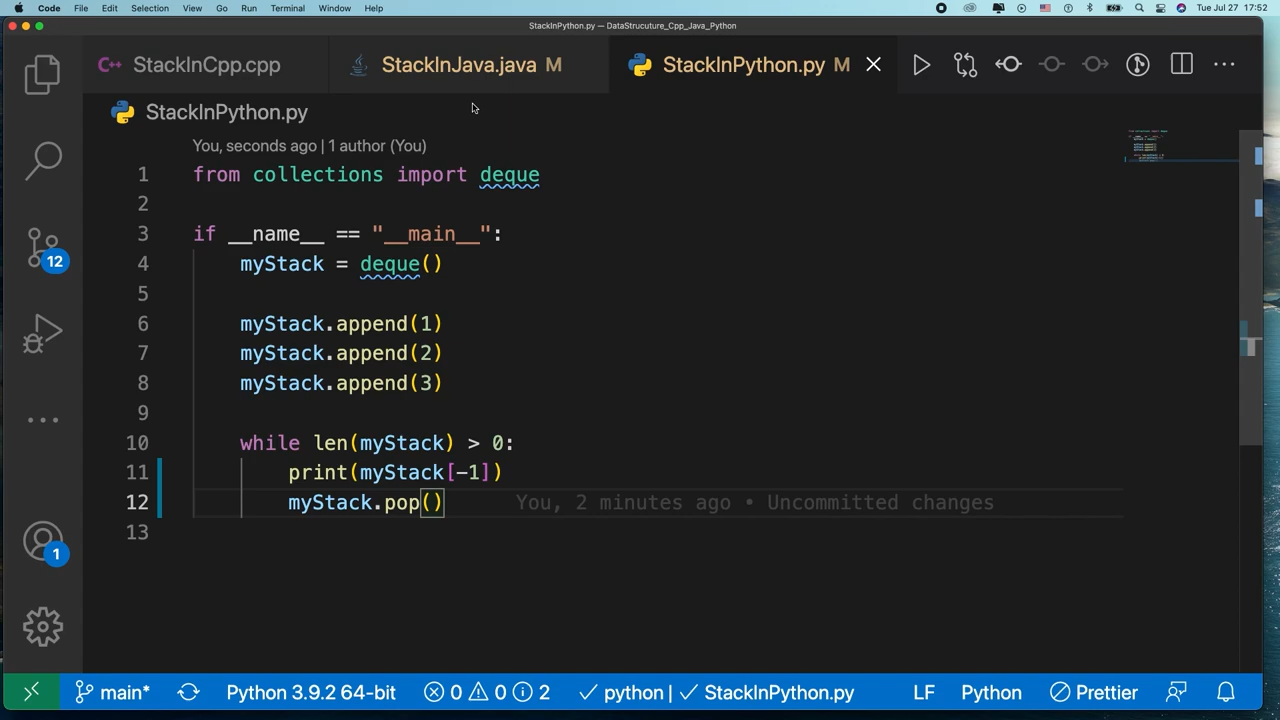 Code File Edit Selection View Go Run Terminal Window Help Tue Jul 27 17:52
StackInPython.py — DataStrucuture_Cpp_Java_Python
StackInCpp.cpp StackInJava.java M StackInPython.py M
StackInPython.py
You, seconds ago | 1 author (You)
1 from collections import deque
2
3 if __name__ == "__main__":
4 myStack = deque()
5
6 myStack.append(1)
7 myStack.append(2)
8 myStack.append(3)
9
10 while len(myStack) > 0:
11 print(myStack[-1])
12 myStack.pop() You, 2 minutes ago • Uncommitted changes
13
12
1
main* Python 3.9.2 64-bit 0 0 2 python | StackInPython.py LF Python Prettier